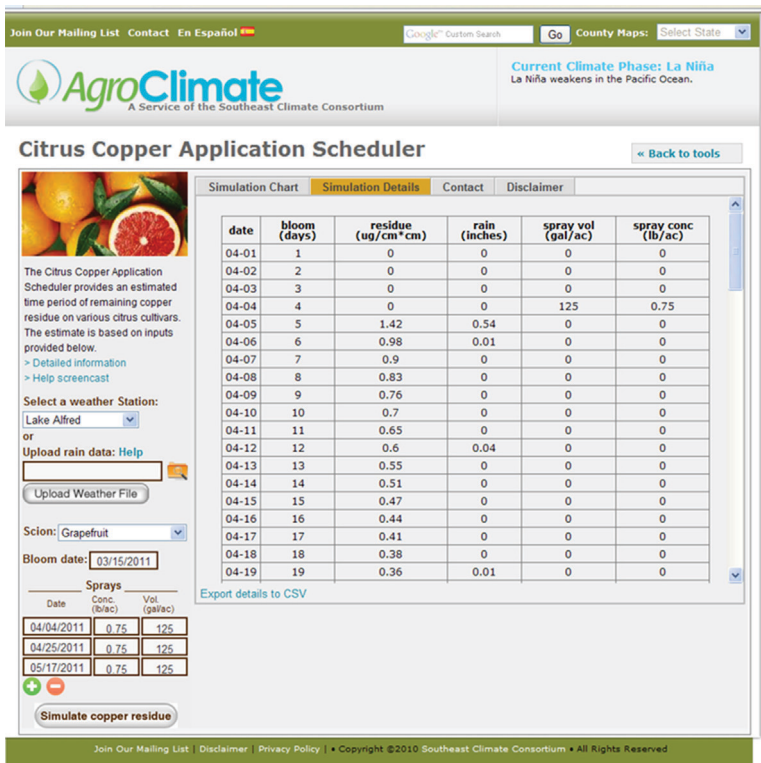 Join Our Mailing List Contact En Español
Google™ Custom Search Go County Maps: Select State
AgroClimate
A Service of the Southeast Climate Consortium
Current Climate Phase: La Niña
La Niña weakens in the Pacific Ocean.
Citrus Copper Application Scheduler
« Back to tools
Simulation Chart Simulation Details Contact Disclaimer
The Citrus Copper Application
Scheduler provides an estimated
time period of remaining copper
residue on various citrus cultivars.
The estimate is based on inputs
provided below.
> Detailed information
> Help screencast
Select a weather Station:
Lake Alfred
or
Upload rain data: Help
Upload Weather File
Scion: Grapefruit
Bloom date: 03/15/2011
Sprays
Date Conc. (lb/ac) Vol. (gal/ac)
04/04/2011 0.75 125
04/25/2011 0.75 125
05/17/2011 0.75 125
Simulate copper residue
date bloom (days) residue (ug/cm*cm) rain (inches) spray vol (gal/ac) spray conc (lb/ac)
04-01 1 0 0 0 0
04-02 2 0 0 0 0
04-03 3 0 0 0 0
04-04 4 0 0 125 0.75
04-05 5 1.42 0.54 0 0
04-06 6 0.98 0.01 0 0
04-07 7 0.9 0 0 0
04-08 8 0.83 0 0 0
04-09 9 0.76 0 0 0
04-10 10 0.7 0 0 0
04-11 11 0.65 0 0 0
04-12 12 0.6 0.04 0 0
04-13 13 0.55 0 0 0
04-14 14 0.51 0 0 0
04-15 15 0.47 0 0 0
04-16 16 0.44 0 0 0
04-17 17 0.41 0 0 0
04-18 18 0.38 0 0 0
04-19 19 0.36 0.01 0 0
Export details to CSV
Join Our Mailing List | Disclaimer | Privacy Policy | • Copyright ©2010 Southeast Climate Consortium • All Rights Reserved